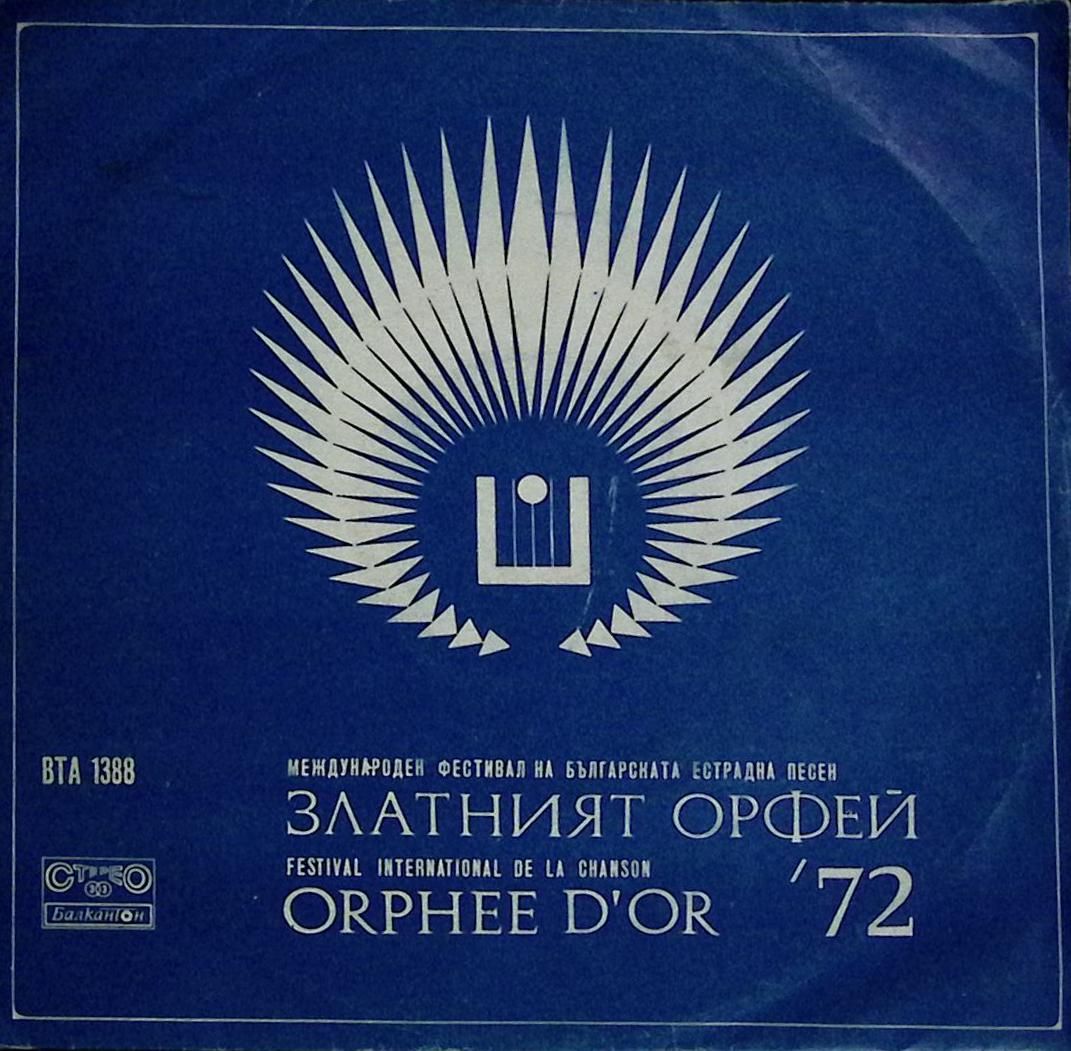 ВТА 1388
МЕЖДУНАРОДЕН ФЕСТИВАЛ НА БЪЛГАРСКАТА ЕСТРАДНА ПЕСЕН
ЗЛАТНИЯТ ОРФЕЙ
FESTIVAL INTERNATIONAL DE LA CHANSON
ORPHEE D'OR
'72
СТЕРЕО
33
Балкантон